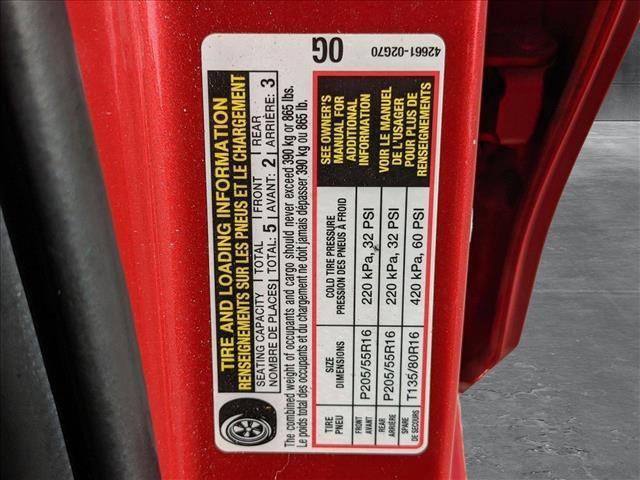 TIRE AND LOADING INFORMATION
RENSEIGNEMENTS SUR LES PNEUS ET LE CHARGEMENT
SEATING CAPACITY TOTAL FRONT REAR
NOMBRE DE PLACES TOTAL: 5 AVANT: 2 ARRIÈRE: 3
The combined weight of occupants and cargo should never exceed 390 kg or 865 lbs.
Le poids total des occupants et du chargement ne doit jamais dépasser 390 kg ou 865 lb.
TIRE
PNEU
SIZE
DIMENSIONS
COLD TIRE PRESSURE
PRESSION DES PNEUS À FROID
FRONT
AVANT
P205/55R16
220 kPa, 32 PSI
REAR
ARRIÈRE
P205/55R16
220 kPa, 32 PSI
SPARE
DE SECOURS
T135/80R16
420 kPa, 60 PSI
SEE OWNER'S
MANUAL FOR
ADDITIONAL
INFORMATION
VOIR LE MANUEL
DE L'USAGER
POUR PLUS DE
RENSEIGNEMENTS
OG
42661-02G70